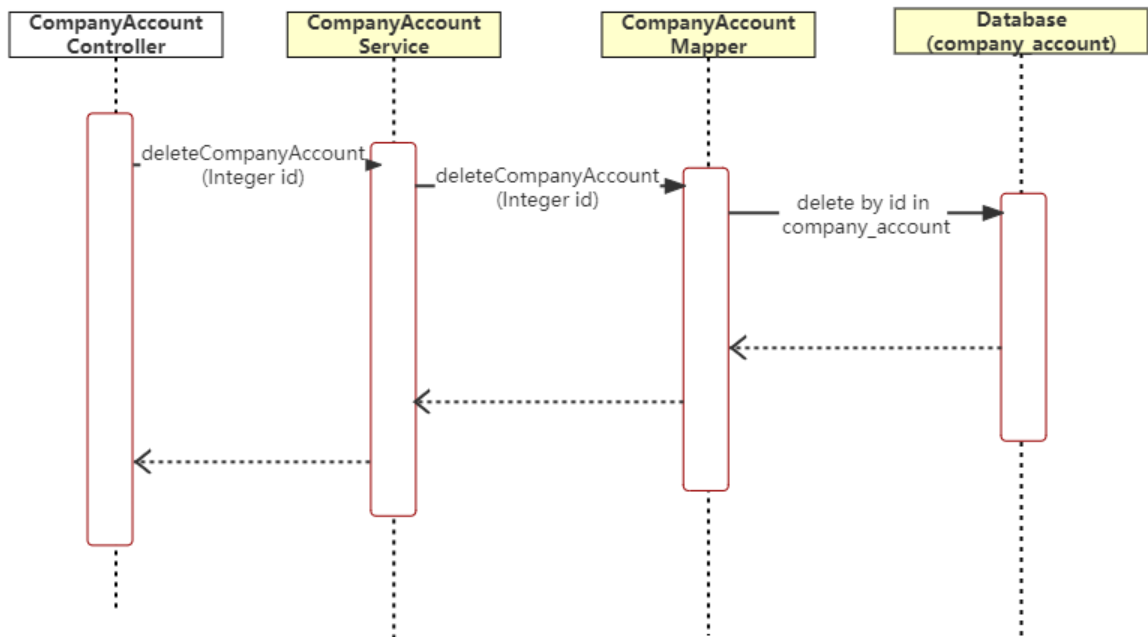 CompanyAccount
Controller
CompanyAccount
Service
CompanyAccount
Mapper
Database
(company_account)
deleteCompanyAccount
(Integer id)
deleteCompanyAccount
(Integer id)
delete by id in
company_account